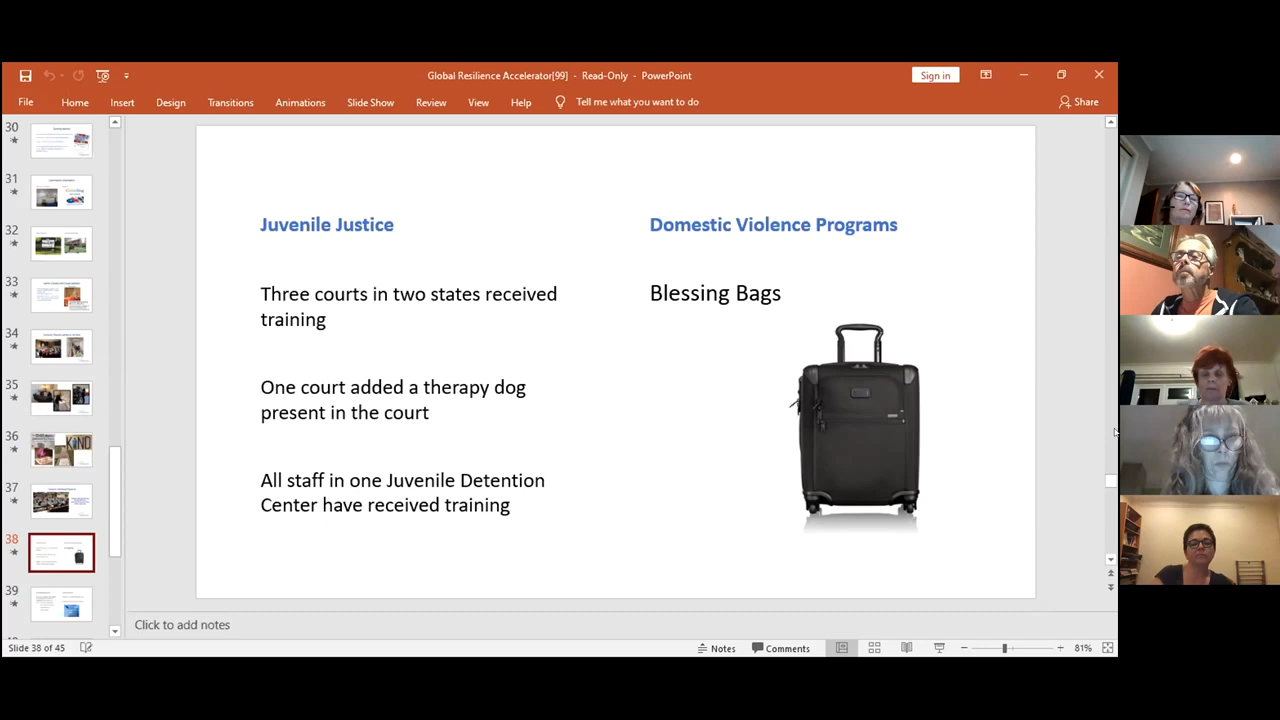 Global Resilience Accelerator[99] - Read-Only - PowerPoint
Sign in
File Home Insert Design Transitions Animations Slide Show Review View Help Tell me what you want to do Share
30
31
32
33
34
35
36
KIND
37
38
39
Juvenile Justice
Three courts in two states received
training
One court added a therapy dog
present in the court
All staff in one Juvenile Detention
Center have received training
Domestic Violence Programs
Blessing Bags
Click to add notes
Slide 38 of 45
Notes Comments 81%